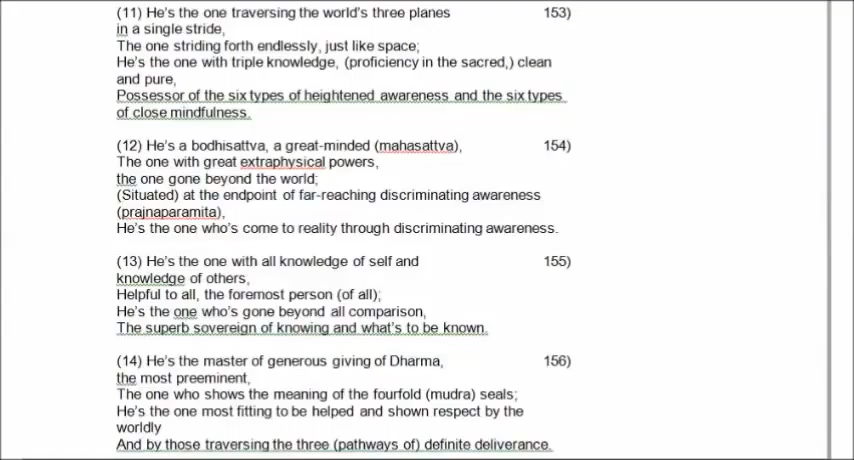 (11) He's the one traversing the world's three planes 153)
in a single stride,
The one striding forth endlessly, just like space;
He's the one with triple knowledge, (proficiency in the sacred,) clean
and pure,
Possessor of the six types of heightened awareness and the six types
of close mindfulness.
(12) He's a bodhisattva, a great-minded (mahasattva), 154)
The one with great extraphysical powers,
the one gone beyond the world;
(Situated) at the endpoint of far-reaching discriminating awareness
(prajnaparamita),
He's the one who's come to reality through discriminating awareness.
(13) He's the one with all knowledge of self and 155)
knowledge of others,
Helpful to all, the foremost person (of all);
He's the one who's gone beyond all comparison,
The superb sovereign of knowing and what's to be known.
(14) He's the master of generous giving of Dharma, 156)
the most preeminent,
The one who shows the meaning of the fourfold (mudra) seals;
He's the one most fitting to be helped and shown respect by the
worldly
And by those traversing the three (pathways of) definite deliverance.